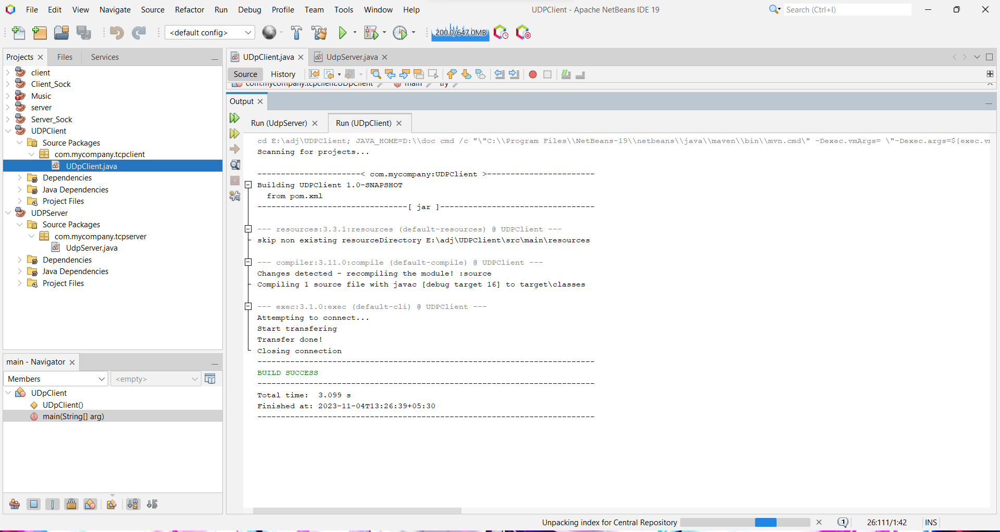 File Edit View Navigate Source Refactor Run Debug Profile Team Tools Window Help
UDPClient - Apache NetBeans IDE 19
Search (Ctrl+I)
<default config>
200.0/647.0MB
Projects Files Services
client
Client_Sock
Music
server
Server_Sock
UDPClient
Source Packages
com.mycompany.tcpclient
UDpClient.java
Dependencies
Java Dependencies
Project Files
UDPServer
Source Packages
com.mycompany.tcpserver
UdpServer.java
Dependencies
Java Dependencies
Project Files
main - Navigator
Members <empty>
UDpClient
UDpClient()
main(String[] arg)
UDpClient.java UdpServer.java
Source History
com.mycompany.tcpclient.UDpClient main try
Output
Run (UdpServer) Run (UDpClient)
cd E:\adj\UDPClient; JAVA_HOME=D:\\doc cmd /c "\"C:\\Program Files\\NetBeans-19\\netbeans\\java\\maven\\bin\\mvn.cmd\" -Dexec.vmArgs= \"-Dexec.args=${exec.vm
Scanning for projects...
----------------------< com.mycompany:UDPClient >-----------------------
Building UDPClient 1.0-SNAPSHOT
from pom.xml
--------------------------------[ jar ]---------------------------------
--- resources:3.3.1:resources (default-resources) @ UDPClient ---
skip non existing resourceDirectory E:\adj\UDPClient\src\main\resources
--- compiler:3.11.0:compile (default-compile) @ UDPClient ---
Changes detected - recompiling the module! :source
Compiling 1 source file with javac [debug target 16] to target\classes
--- exec:3.1.0:exec (default-cli) @ UDPClient ---
Attempting to connect...
Start transfering
Transfer done!
Closing connection
------------------------------------------------------------------------
BUILD SUCCESS
------------------------------------------------------------------------
Total time:  3.099 s
Finished at: 2023-11-04T13:26:39+05:30
------------------------------------------------------------------------
Unpacking index for Central Repository
1
26:111/1:42 INS